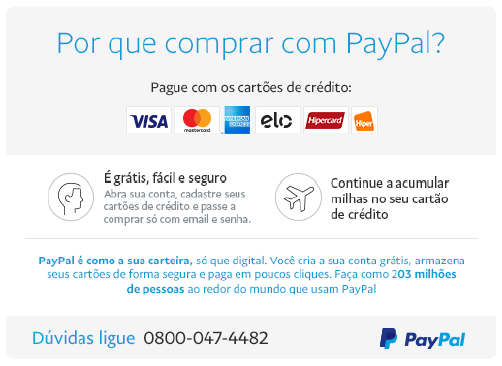 Por que comprar com PayPal?
Pague com os cartões de crédito:
VISA mastercard AMERICAN EXPRESS elo Hipercard Hiper
É grátis, fácil e seguro
Abra sua conta, cadastre seus
cartões de crédito e passe a
comprar só com email e senha.
Continue a acumular
milhas no seu cartão
de crédito
PayPal é como a sua carteira, só que digital. Você cria a sua conta grátis, armazena
seus cartões de forma segura e paga em poucos cliques. Faça como 203 milhões
de pessoas ao redor do mundo que usam PayPal
Dúvidas ligue 0800-047-4482
PayPal